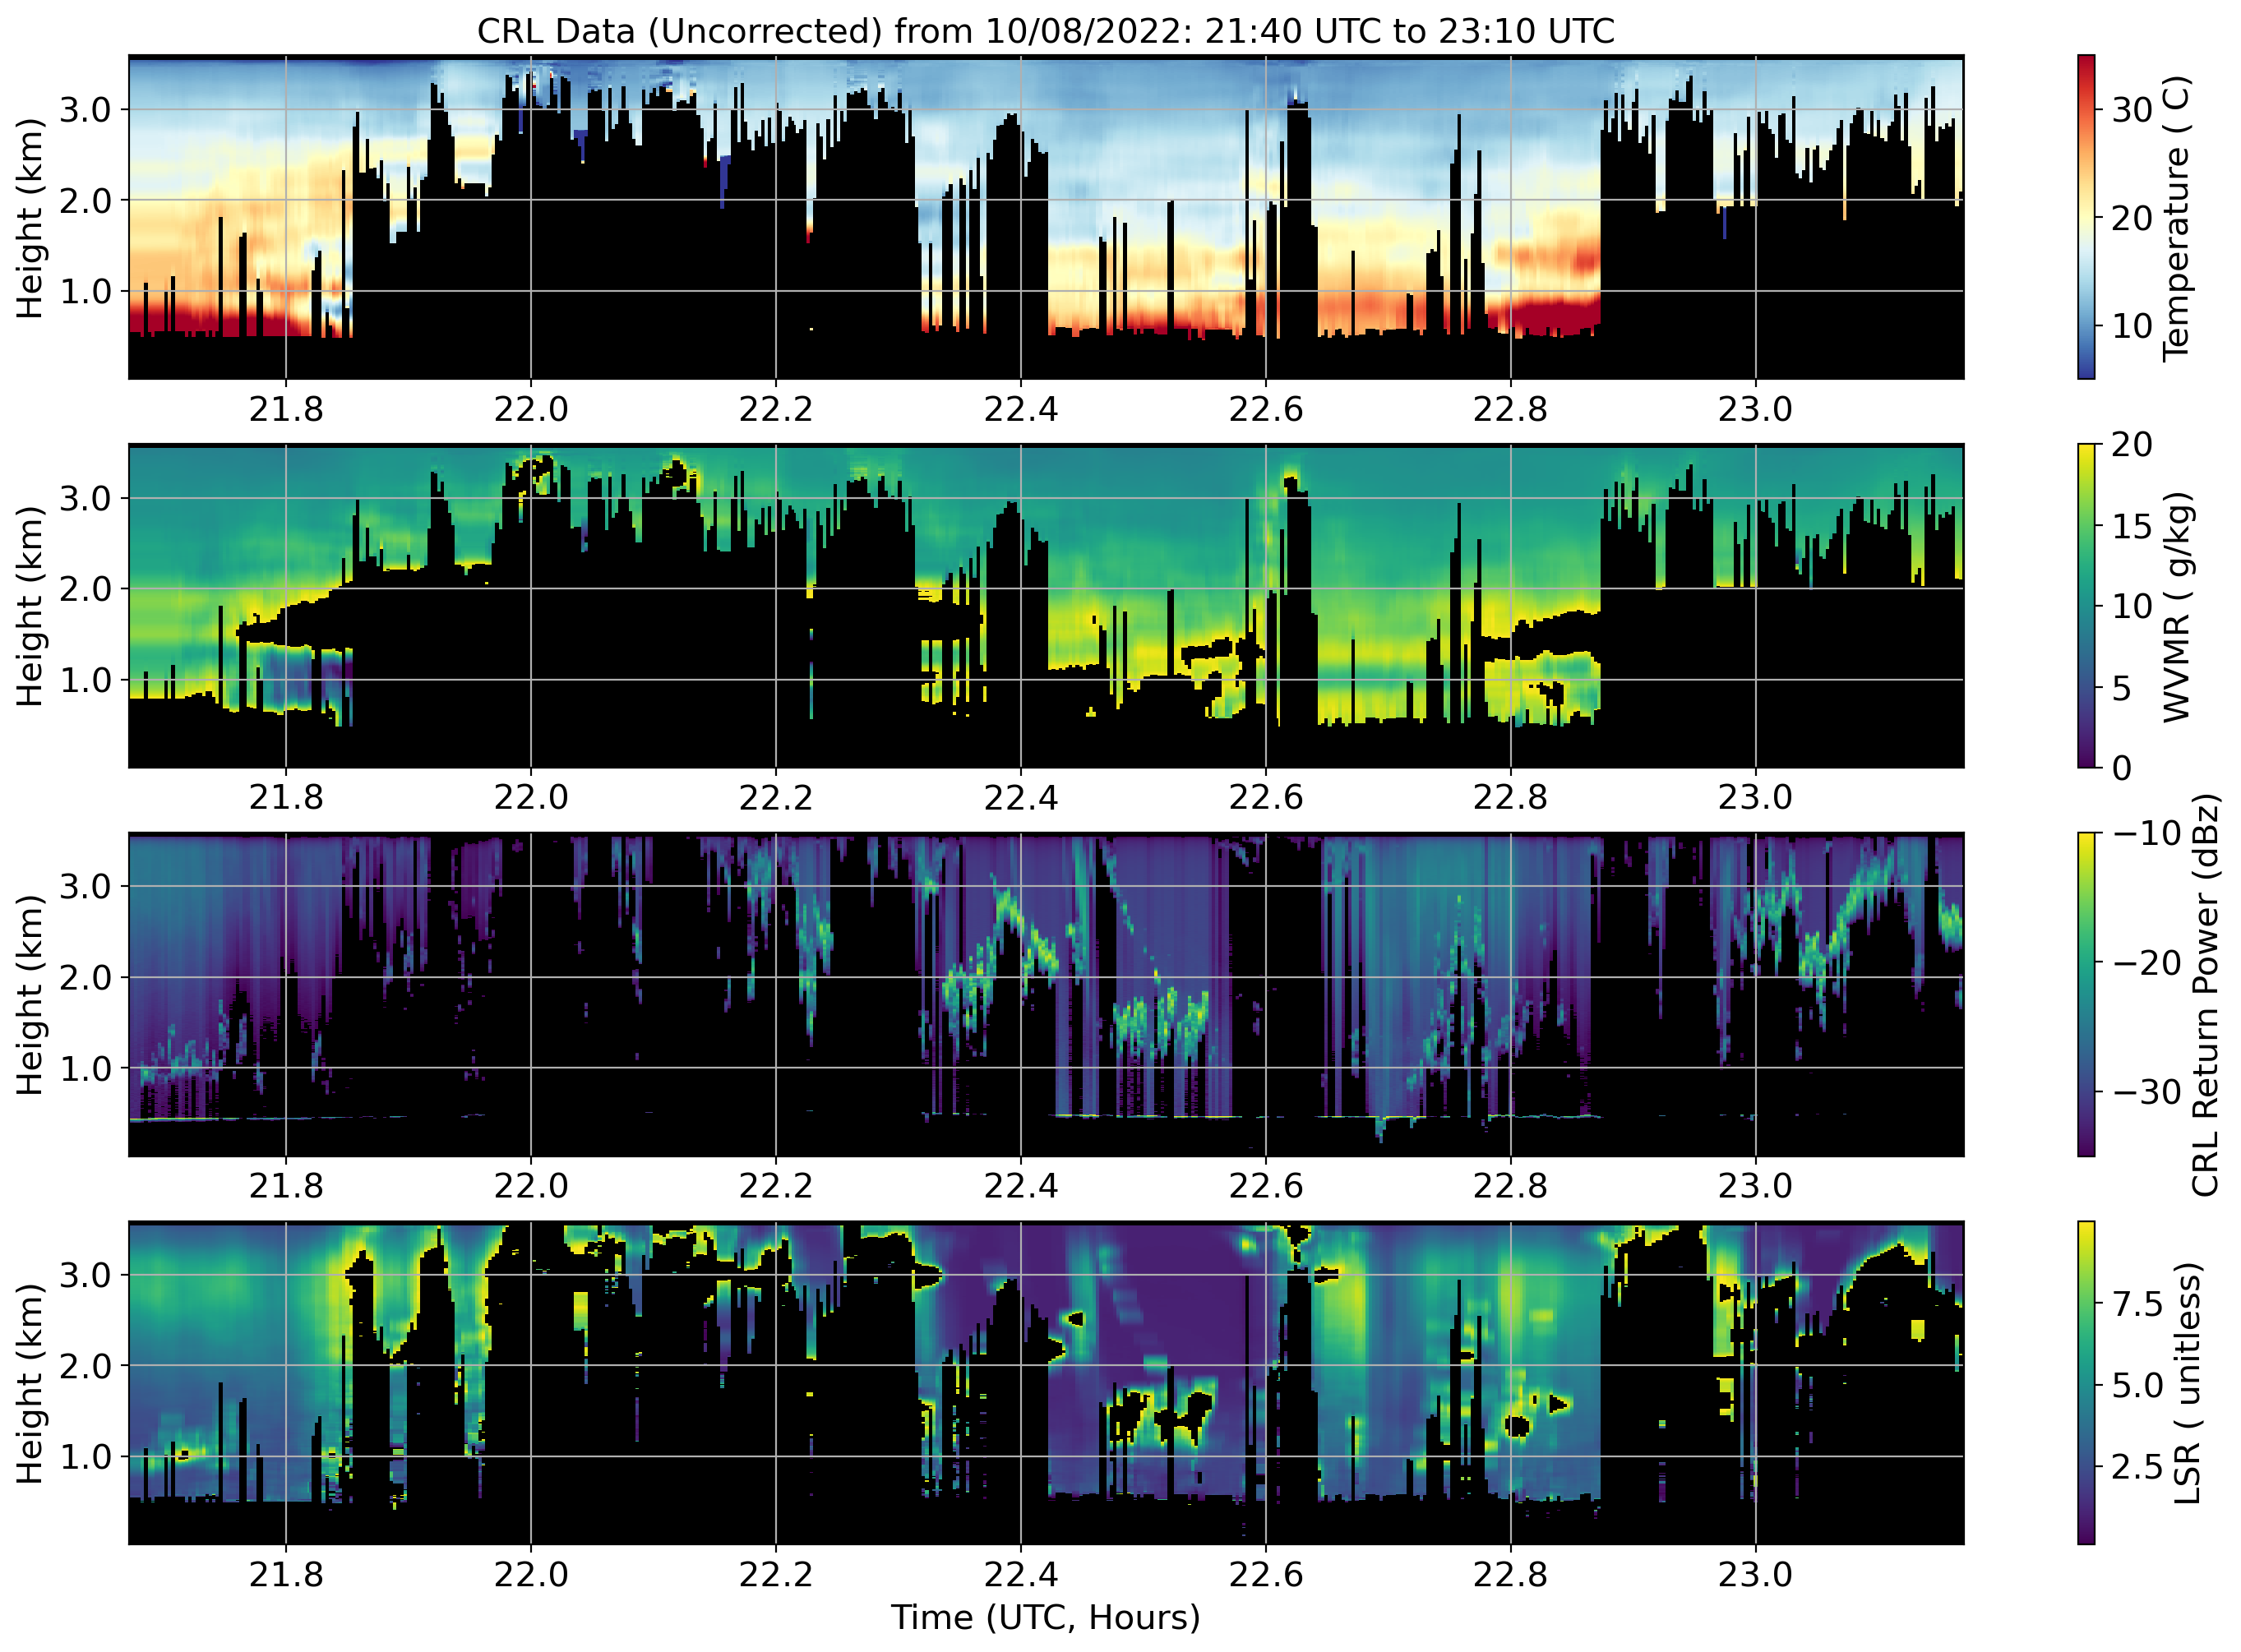 CRL Data (Uncorrected) from 10/08/2022: 21:40 UTC to 23:10 UTC
Height (km)
3.0
2.0
1.0
21.8 22.0 22.2 22.4 22.6 22.8 23.0
30
20
10
Temperature ( C)
Height (km)
3.0
2.0
1.0
21.8 22.0 22.2 22.4 22.6 22.8 23.0
20
15
10
5
0
WVMR ( g/kg)
Height (km)
3.0
2.0
1.0
21.8 22.0 22.2 22.4 22.6 22.8 23.0
−10
−20
−30
CRL Return Power (dBz)
Height (km)
3.0
2.0
1.0
21.8 22.0 22.2 22.4 22.6 22.8 23.0
7.5
5.0
2.5
LSR ( unitless)
Time (UTC, Hours)